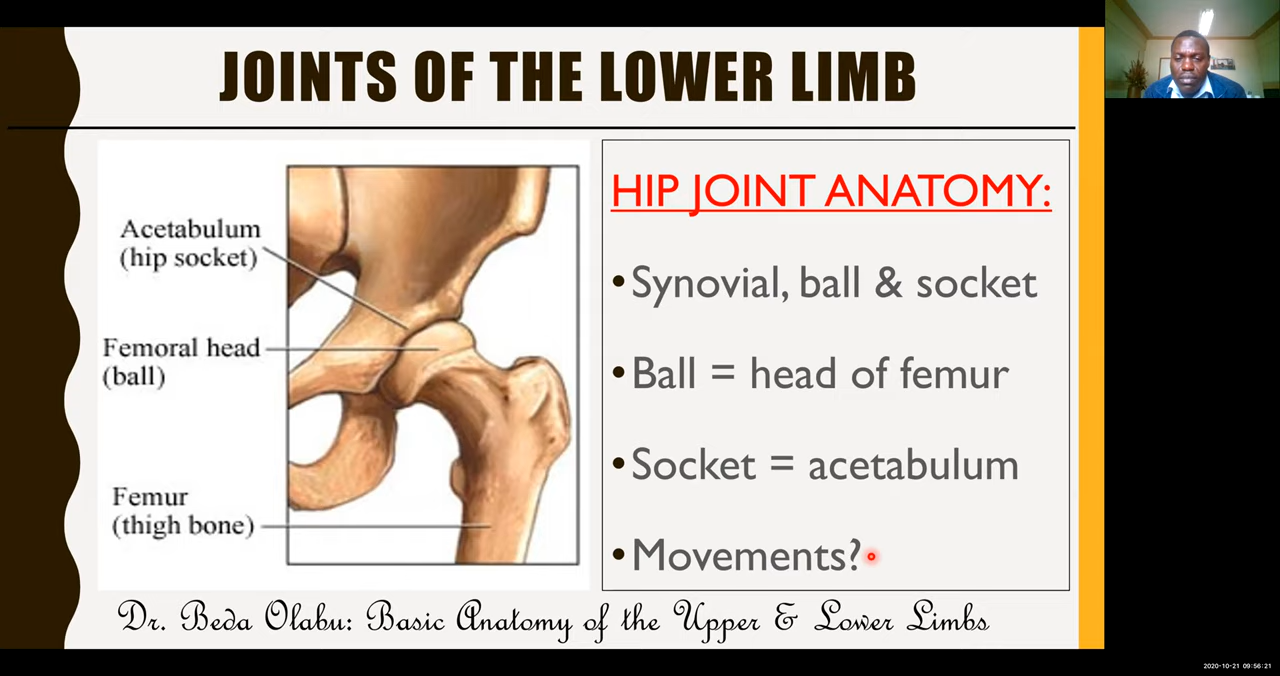 JOINTS OF THE LOWER LIMB
Acetabulum
(hip socket)
Femoral head
(ball)
Femur
(thigh bone)
HIP JOINT ANATOMY:
•Synovial, ball & socket
•Ball = head of femur
•Socket = acetabulum
•Movements?
Dr. Beda Olabu: Basic Anatomy of the Upper & Lower Limbs
2020-10-21 09:56:21